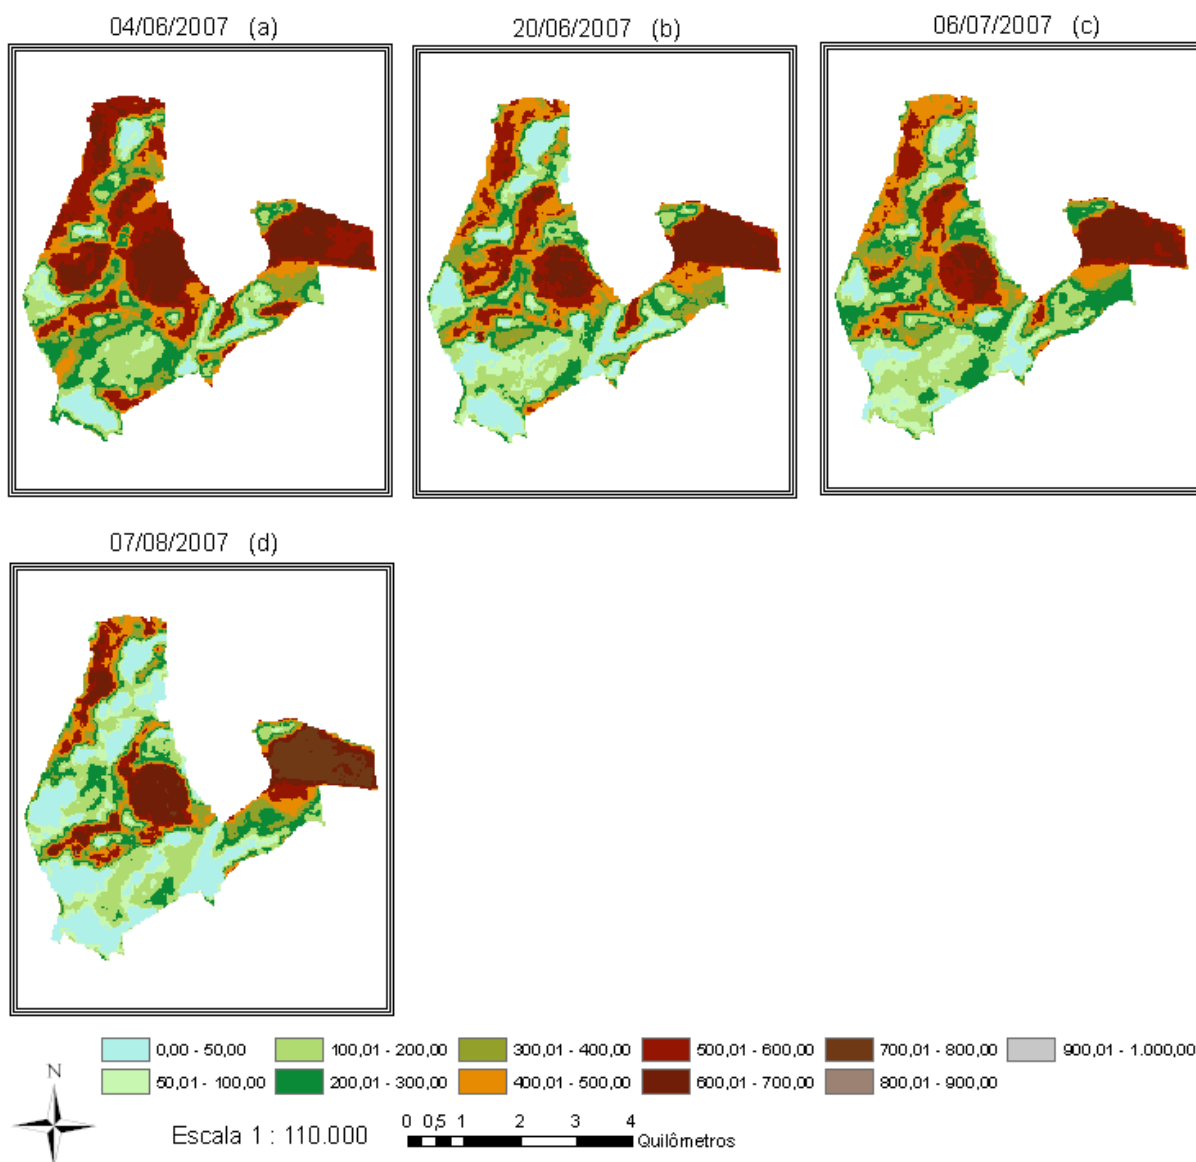 04/06/2007 (a)
20/06/2007 (b)
06/07/2007 (c)
07/08/2007 (d)
0,00 - 50,00
100,01 - 200,00
300,01 - 400,00
500,01 - 600,00
700,01 - 800,00
900,01 - 1.000,00
50,01 - 100,00
200,01 - 300,00
400,01 - 500,00
600,01 - 700,00
800,01 - 900,00
N
Escala 1 : 110.000
0 0,5 1 2 3 4
Quilômetros